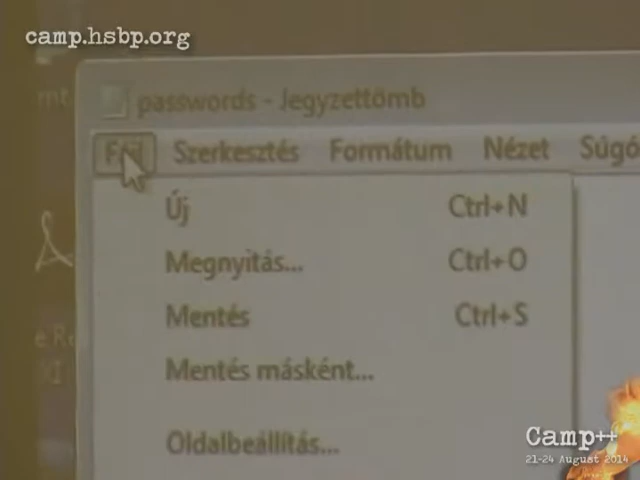 camp.hsbp.org
passwords - Jegyzettömb
Fájl Szerkesztés Formátum Nézet Súgó
Új Ctrl+N
Megnyitás... Ctrl+O
Mentés Ctrl+S
Mentés másként...
Oldalbeállítás...
Camp++
21-24 August 2014